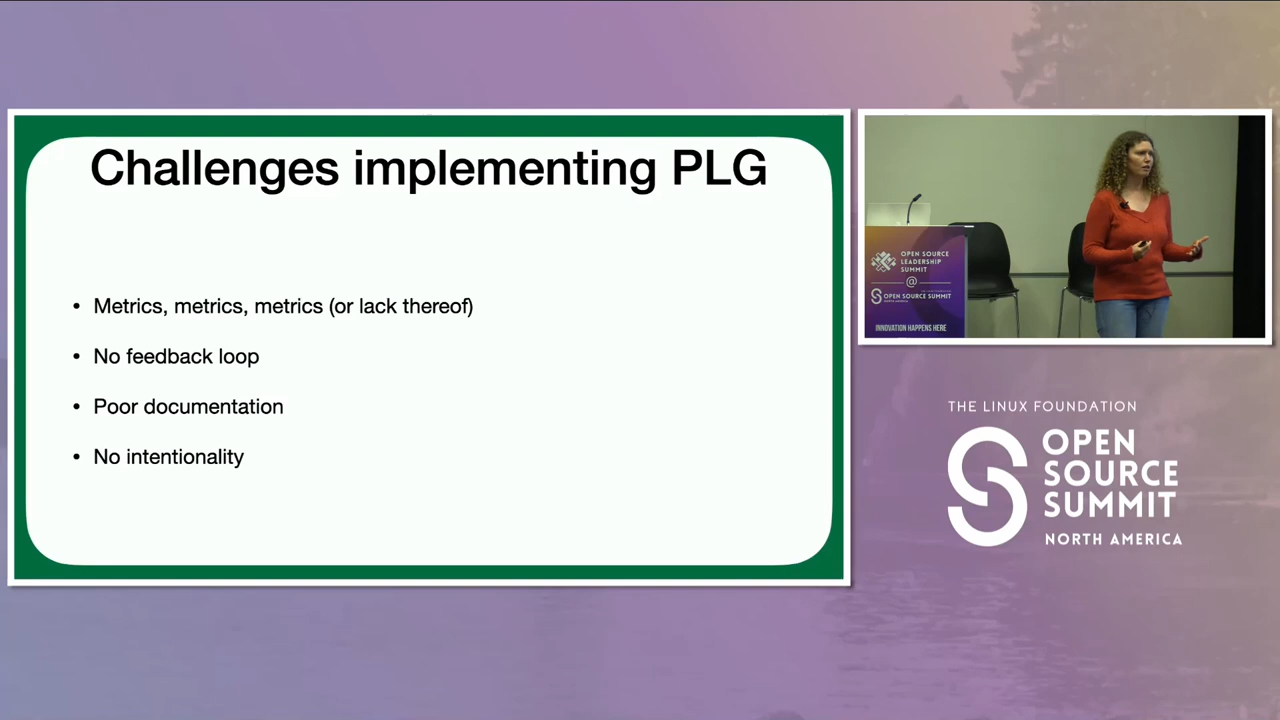 Challenges implementing PLG
• Metrics, metrics, metrics (or lack thereof)
• No feedback loop
• Poor documentation
• No intentionality
OPEN SOURCE
LEADERSHIP
SUMMIT
@
OPEN SOURCE SUMMIT
INNOVATION HAPPENS HERE
THE LINUX FOUNDATION
OPEN
SOURCE
SUMMIT
NORTH AMERICA